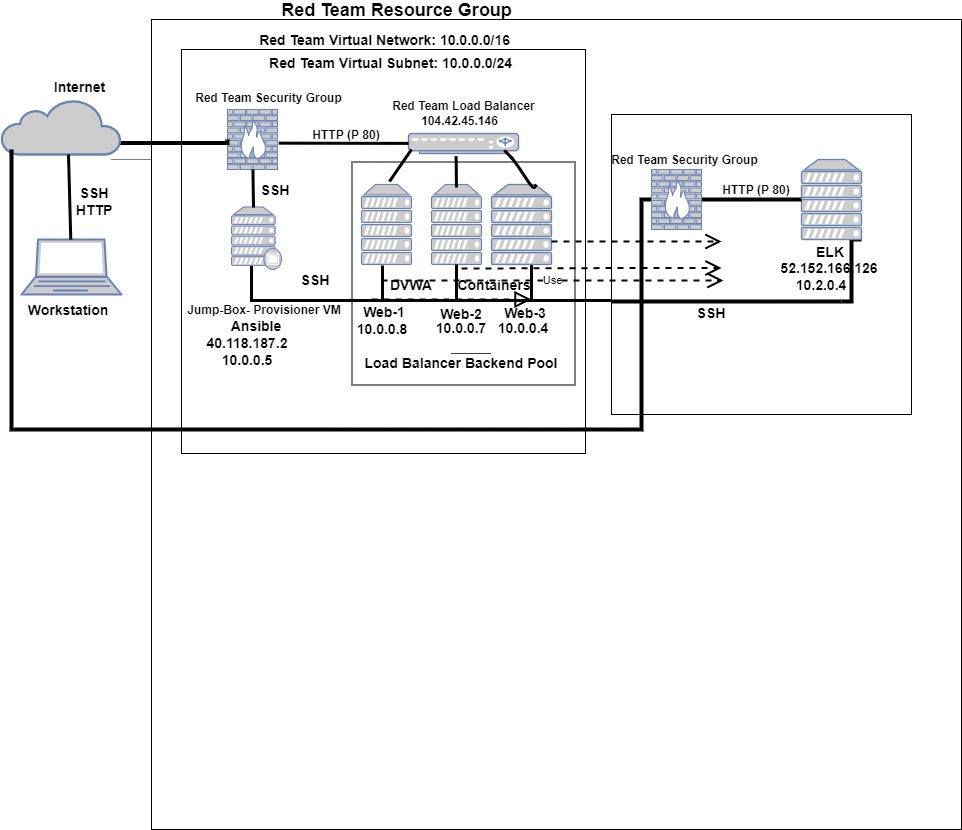 Red Team Resource Group
Red Team Virtual Network: 10.0.0.0/16
Red Team Virtual Subnet: 10.0.0.0/24
Internet
Red Team Security Group
Red Team Load Balancer
104.42.45.146
HTTP (P 80)
SSH
HTTP
SSH
Workstation
SSH
Jump-Box- Provisioner VM
Ansible
40.118.187.2
10.0.0.5
DVWA Containers
Use
Web-1
10.0.0.8
Web-2
10.0.0.7
Web-3
10.0.0.4
Load Balancer Backend Pool
Red Team Security Group
HTTP (P 80)
ELK
52.152.166.126
10.2.0.4
SSH